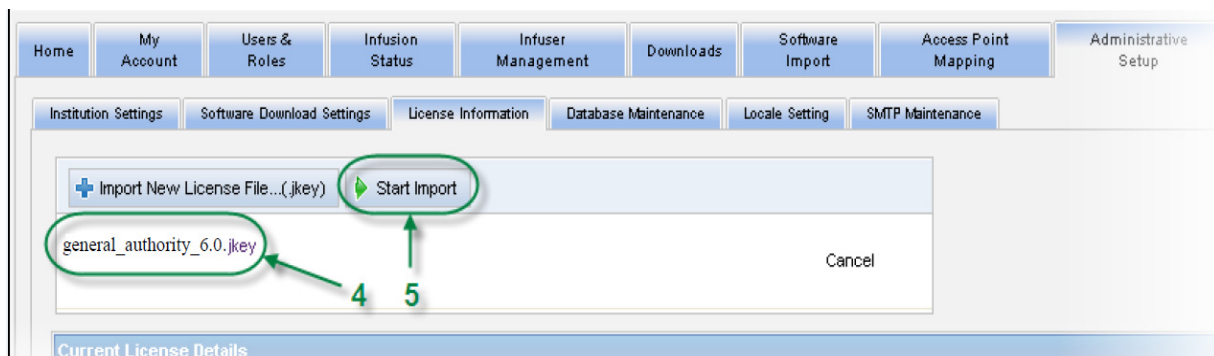 Home My Account Users & Roles Infusion Status Infuser Management Downloads Software Import Access Point Mapping Administrative Setup
Institution Settings Software Download Settings License Information Database Maintenance Locale Setting SMTP Maintenance
Import New License File...(.jkey) Start Import
general_authority_6.0.jkey
Cancel
4 5
Current License Details